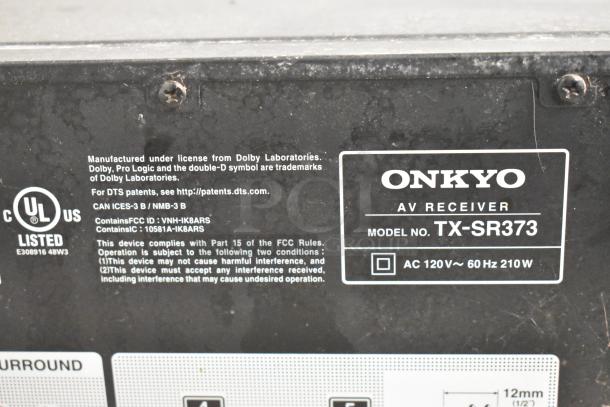 Manufactured under license from Dolby Laboratories.
Dolby, Pro Logic and the double-D symbol are trademarks
of Dolby Laboratories.
For DTS patents, see http://patents.dts.com.
CAN ICES-3 B / NMB-3 B
ContainsFCC ID : VNH-IK8ARS
ContainsIC : 10581A-IK8ARS
This device complies with Part 15 of the FCC Rules.
Operation is subject to the following two conditions :
(1)This device may not cause harmful interference, and
(2)This device must accept any interference received,
including interference that may cause undesired operation.
C UL US
LISTED
E308916 48W3
ONKYO
AV RECEIVER
MODEL NO. TX-SR373
AC 120V~ 60Hz 210W
PCI
GROUP
URROUND
12mm
(1/2")